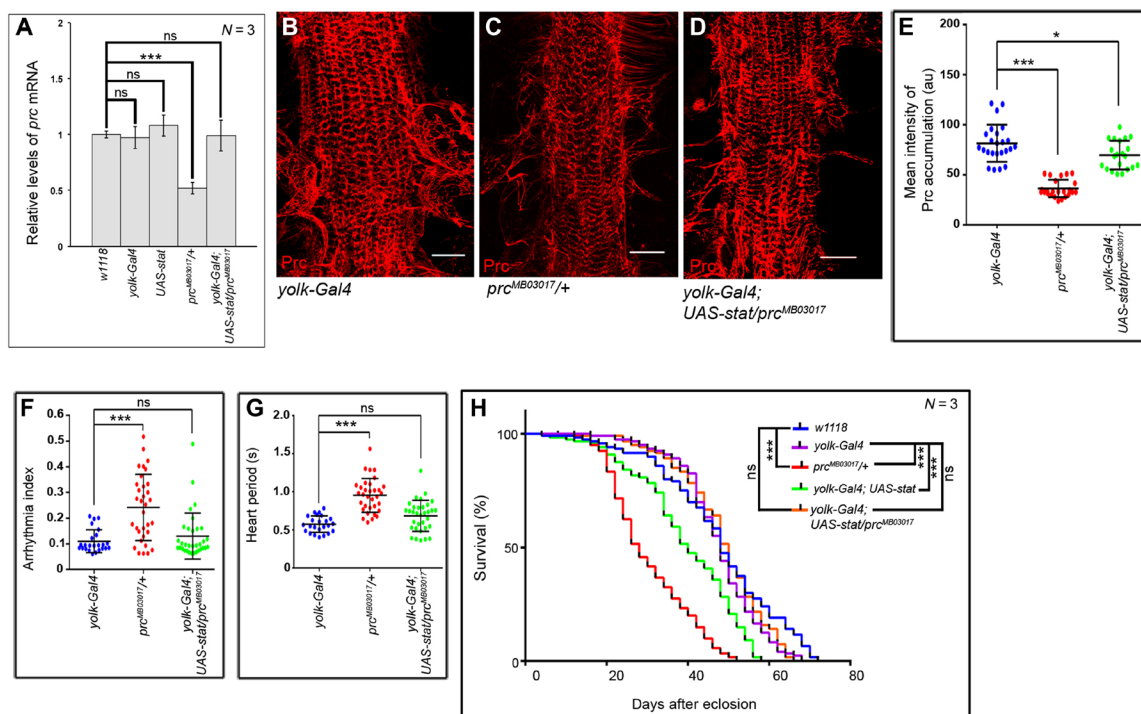 A
N = 3
ns
***
ns
ns
Relative levels of prc mRNA
2
1.5
1
0.5
0
w1118
yolk-Gal4
UAS-stat
prcMB03017/+
yolk-Gal4;
UAS-stat/prcMB03017
B
Prc
yolk-Gal4
C
Prc
prcMB03017/+
D
Prc
yolk-Gal4;
UAS-stat/prcMB03017
E
*
***
Mean intensity of
Prc accumulation (au)
200
150
100
50
0
yolk-Gal4
prcMB03017/+
yolk-Gal4;
UAS-stat/prcMB03017
F
ns
***
Arrhythmia index
0.6
0.5
0.4
0.3
0.2
0.1
0
yolk-Gal4
prcMB03017/+
yolk-Gal4;
UAS-stat/prcMB03017
G
ns
***
Heart period (s)
2.0
1.5
1.0
0.5
0
yolk-Gal4
prcMB03017/+
yolk-Gal4;
UAS-stat/prcMB03017
H
N = 3
Survival (%)
100
50
0
0 20 40 60 80
Days after eclosion
w1118
yolk-Gal4
prcMB03017/+
yolk-Gal4; UAS-stat
yolk-Gal4;
UAS-stat/prcMB03017
ns
***
***
***
ns